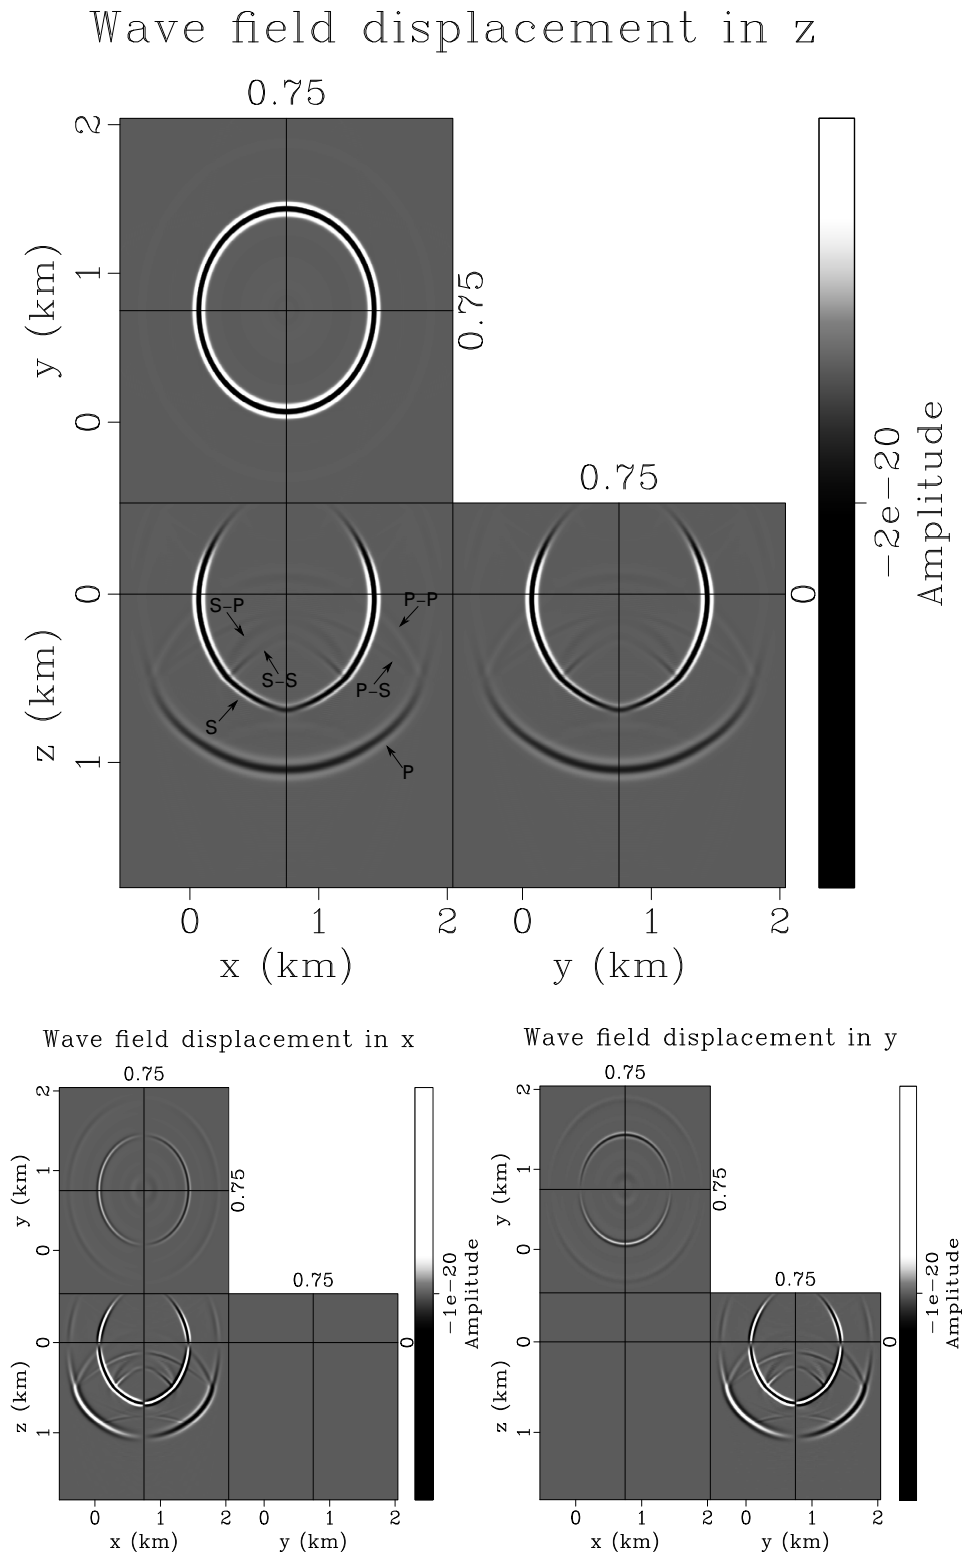 Wave field displacement in z
0.75
2
1
0
y (km)
0.75
0.75
0
1
z (km)
S-P
P-P
S-S
P-S
S
P
0
-2e-20
Amplitude
0 1 2 0 1 2
x (km) y (km)
Wave field displacement in x
0.75
2
1
0
y (km)
0.75
0.75
0
1
z (km)
0
-1e-20
Amplitude
0 1 2 0 1 2
x (km) y (km)
Wave field displacement in y
0.75
2
1
0
y (km)
0.75
0.75
0
1
z (km)
0
-1e-20
Amplitude
0 1 2 0 1 2
x (km) y (km)